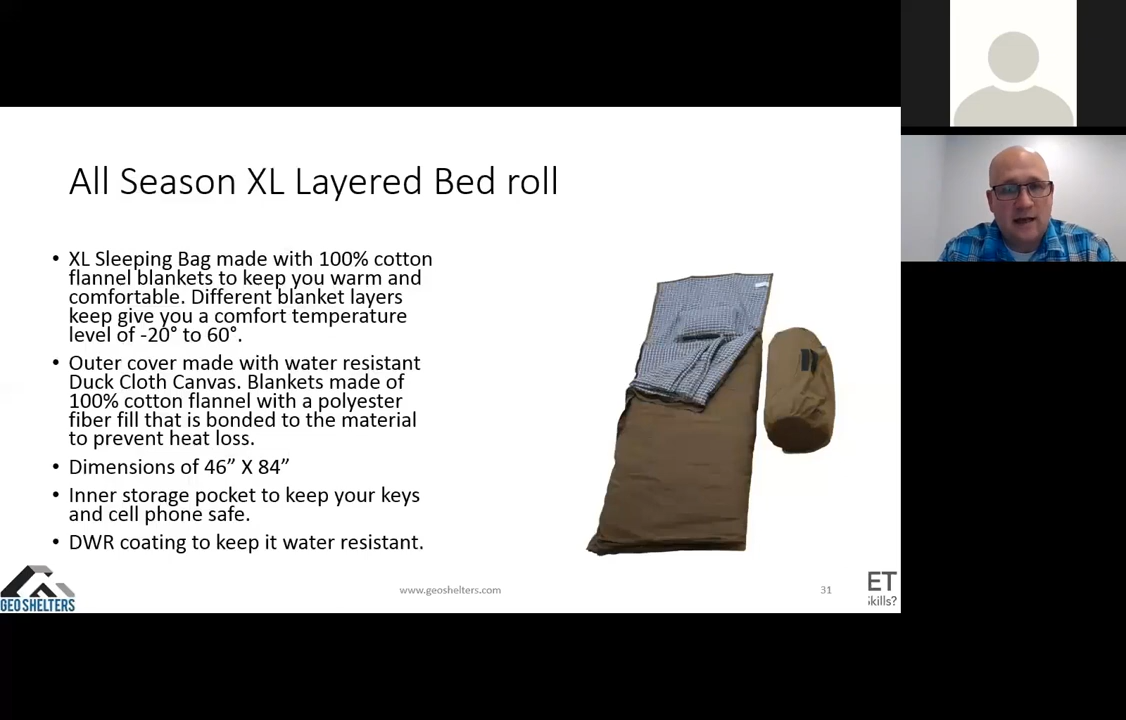 All Season XL Layered Bed roll
• XL Sleeping Bag made with 100% cotton
flannel blankets to keep you warm and
comfortable. Different blanket layers
keep give you a comfort temperature
level of -20° to 60°.
• Outer cover made with water resistant
Duck Cloth Canvas. Blankets made of
100% cotton flannel with a polyester
fiber fill that is bonded to the material
to prevent heat loss.
• Dimensions of 46” X 84”
• Inner storage pocket to keep your keys
and cell phone safe.
• DWR coating to keep it water resistant.
GEO SHELTERS
www.geoshelters.com
31
ET
kills?